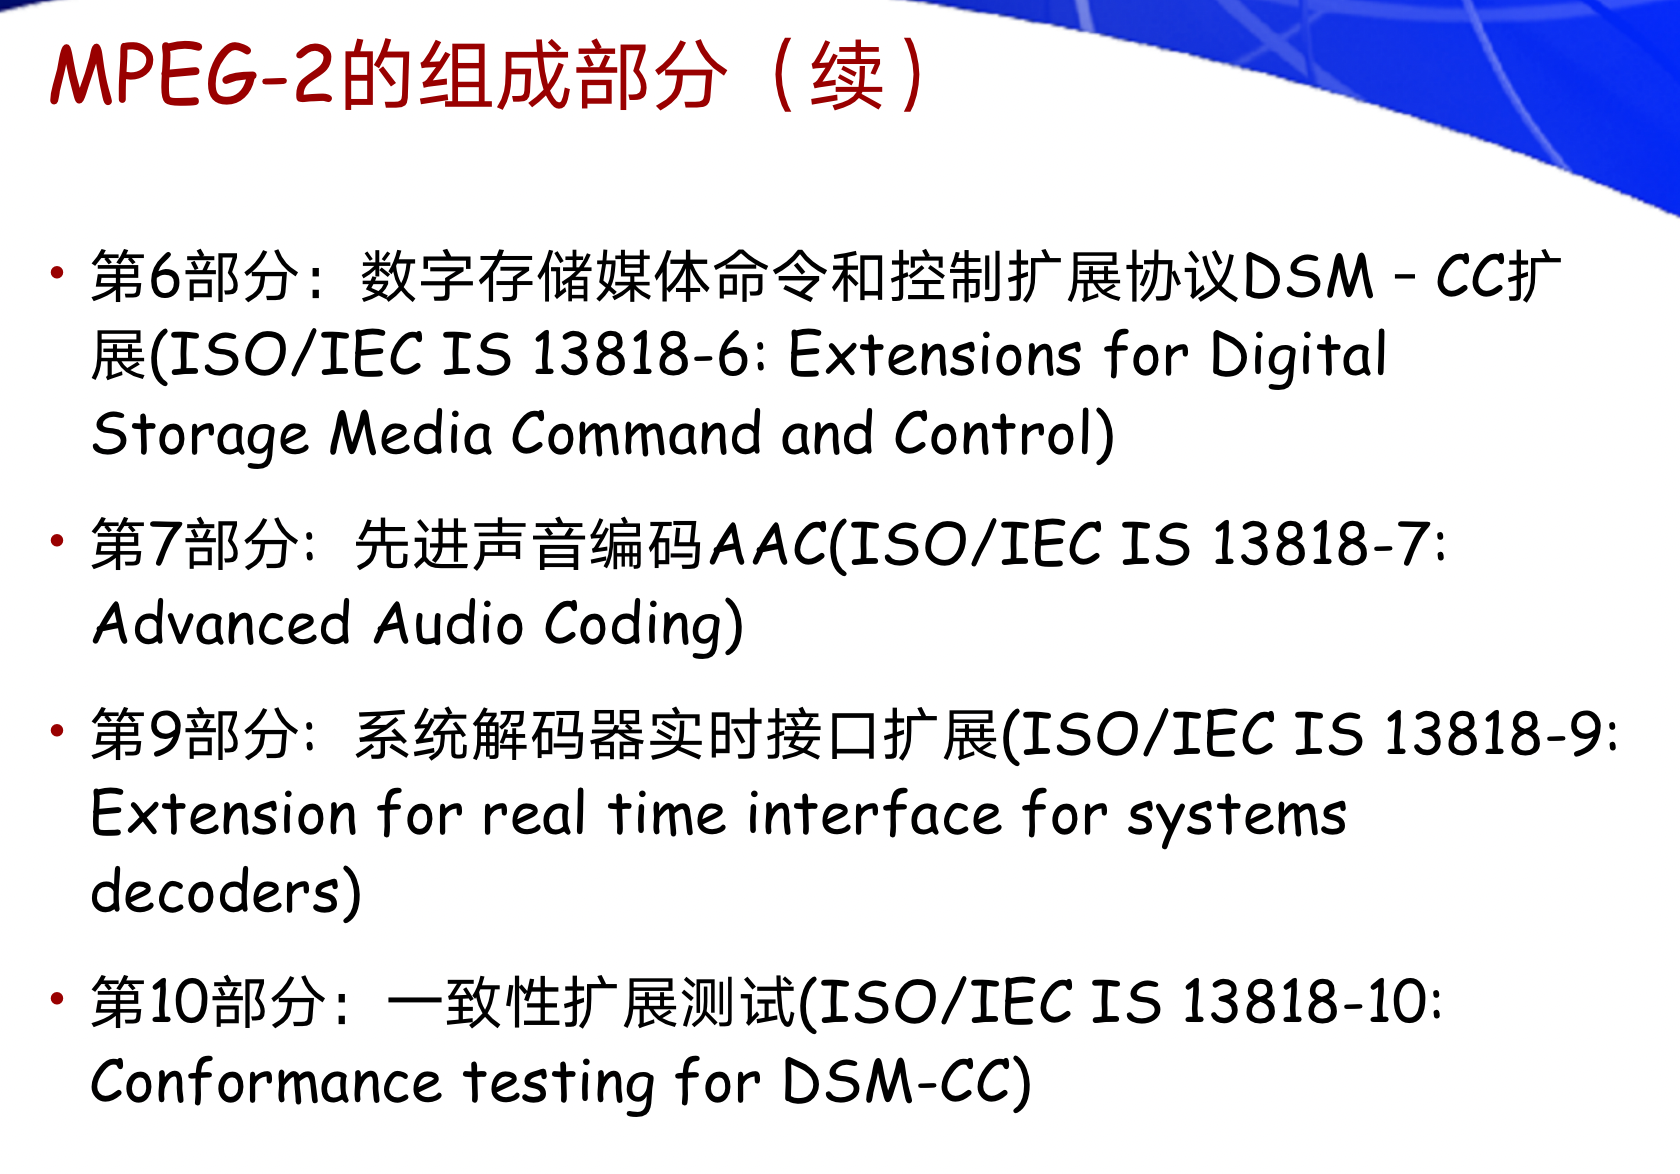 MPEG-2的组成部分（续）
• 第6部分：数字存储媒体命令和控制扩展协议DSM – CC扩
展(ISO/IEC IS 13818-6: Extensions for Digital
Storage Media Command and Control)
• 第7部分：先进声音编码AAC(ISO/IEC IS 13818-7:
Advanced Audio Coding)
• 第9部分：系统解码器实时接口扩展(ISO/IEC IS 13818-9:
Extension for real time interface for systems
decoders)
• 第10部分：一致性扩展测试(ISO/IEC IS 13818-10:
Conformance testing for DSM-CC)